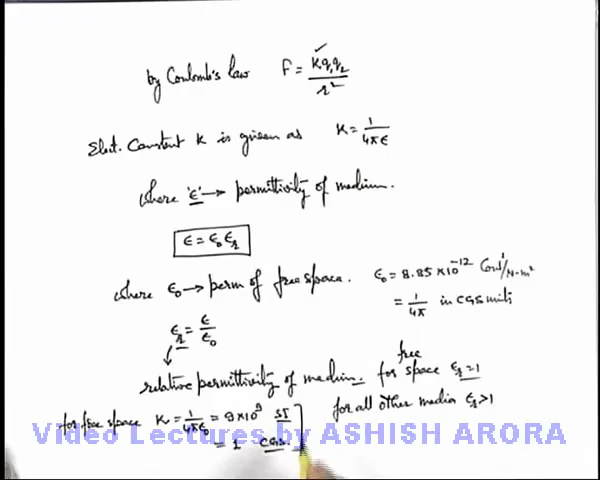 by Coulomb's law F = K q₁q₂ / r²
Elect. Constant K is given as K = 1/4πϵ
where 'ϵ' → permittivity of medium.
ϵ = ϵ₀ ϵr
where ϵ₀ → perm of free space. ϵ₀ = 8.85 × 10⁻¹² Coul²/N-m²
= 1/4π in CGS units
ϵr = ϵ/ϵ₀
relative permittivity of medium. for free space ϵr = 1
for free space K = 1/4πϵ₀ = 9 × 10⁹ SI
for all other media ϵr > 1
= 1 CGS.
Video Lectures by ASHISH ARORA